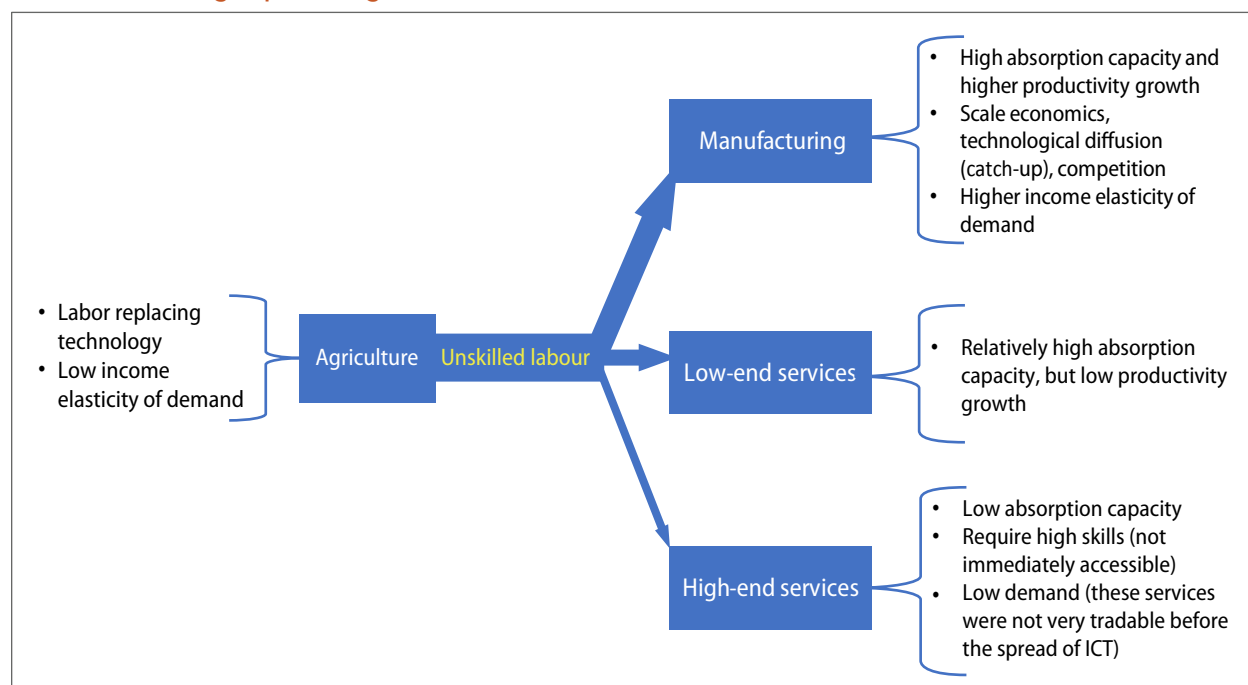 • Labor replacing
technology
• Low income
elasticity of demand
Agriculture
Unskilled labour
Manufacturing
• High absorption capacity and
higher productivity growth
• Scale economics,
technological diffusion
(catch-up), competition
• Higher income elasticity of
demand
Low-end services
• Relatively high absorption
capacity, but low productivity
growth
High-end services
• Low absorption capacity
• Require high skills (not
immediately accessible)
• Low demand (these services
were not very tradable before
the spread of ICT)